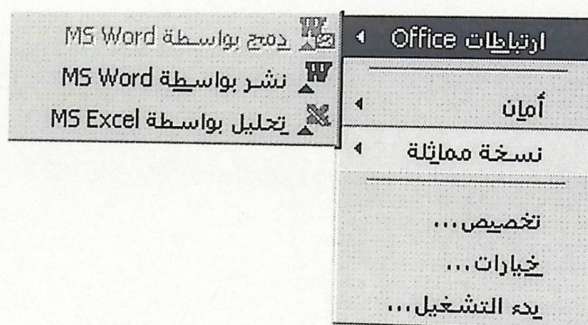 ارتباطات Office
أمان
نسخة مماثلة
تخصيص...
خيارات...
بدء التشغيل...
دمج بواسطة MS Word
نشر بواسطة MS Word
تحليل بواسطة MS Excel